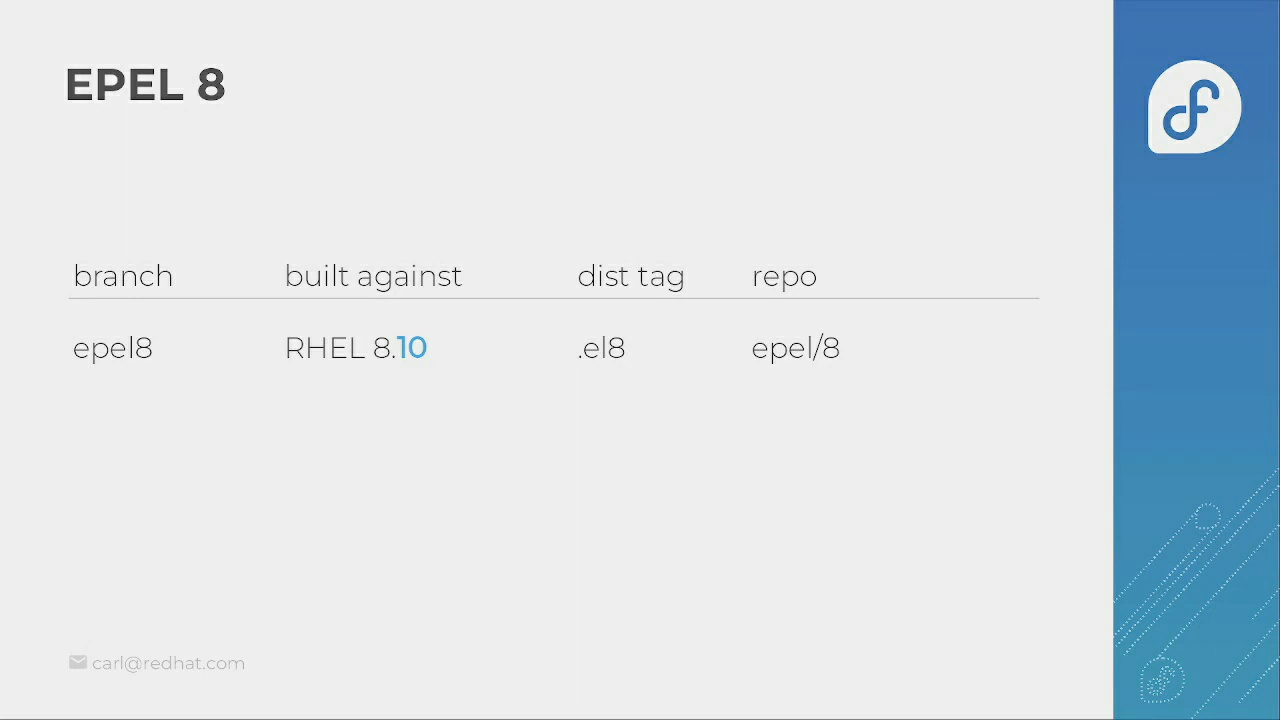 EPEL 8
branch built against dist tag repo
epel8 RHEL 8.10 .el8 epel/8
carl@redhat.com